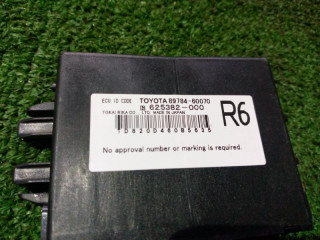 ECU ID CODE TOYOTA 89784-60070
625382-000
TOKAI RIKA CO., LTD. MADE IN JAPAN
R6
No approval number or marking is required.